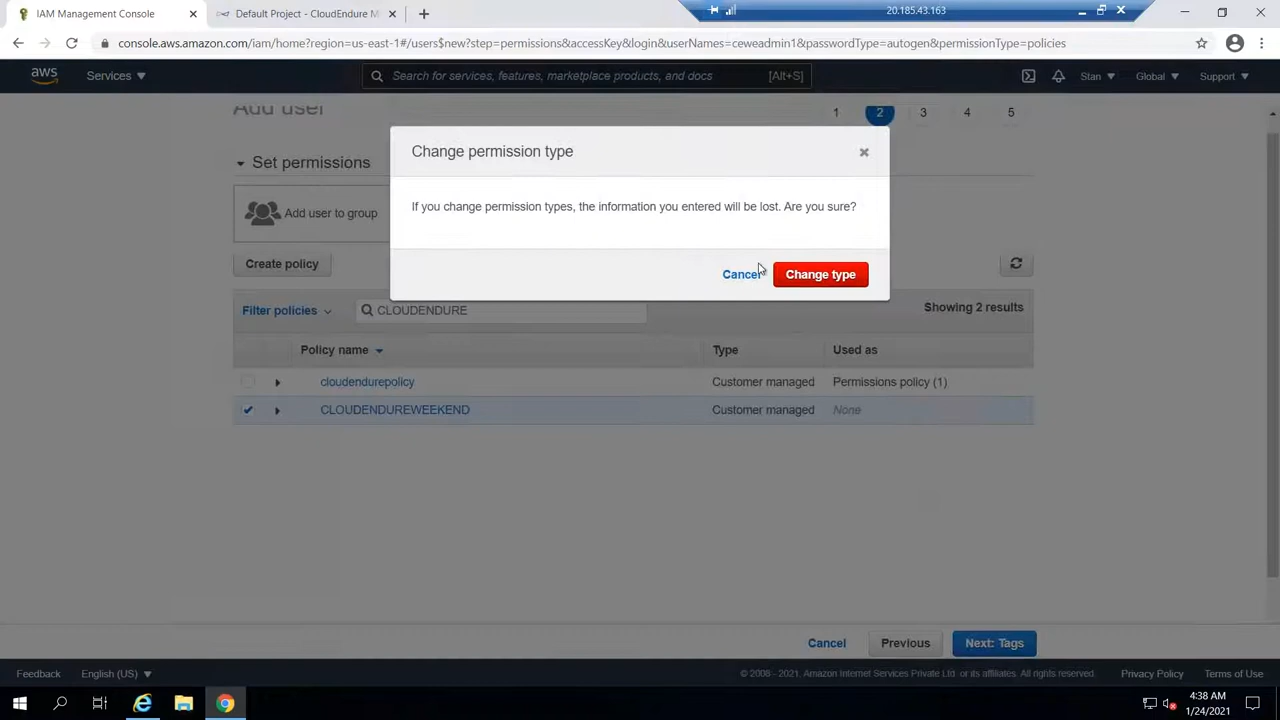 IAM Management Console
Default Project - CloudEndure M
20.185.43.163
console.aws.amazon.com/iam/home?region=us-east-1#/users$new?step=permissions&accessKey&login&userNames=ceweadmin1&passwordType=autogen&permissionType=policies
aws
Services
Search for services, features, marketplace products, and docs
[Alt+S]
Stan
Global
Support
Add user
1
2
3
4
5
Change permission type
Set permissions
If you change permission types, the information you entered will be lost. Are you sure?
Add user to group
Create policy
Cancel
Change type
Filter policies
CLOUDENDURE
Showing 2 results
Policy name
Type
Used as
cloudendurepolicy
Customer managed
Permissions policy (1)
CLOUDENDUREWEEKEND
Customer managed
None
Cancel
Previous
Next: Tags
Feedback
English (US)
© 2008 - 2021, Amazon Internet Services Private Ltd. or its affiliates. All rights reserved.
Privacy Policy
Terms of Use
4:38 AM
1/24/2021